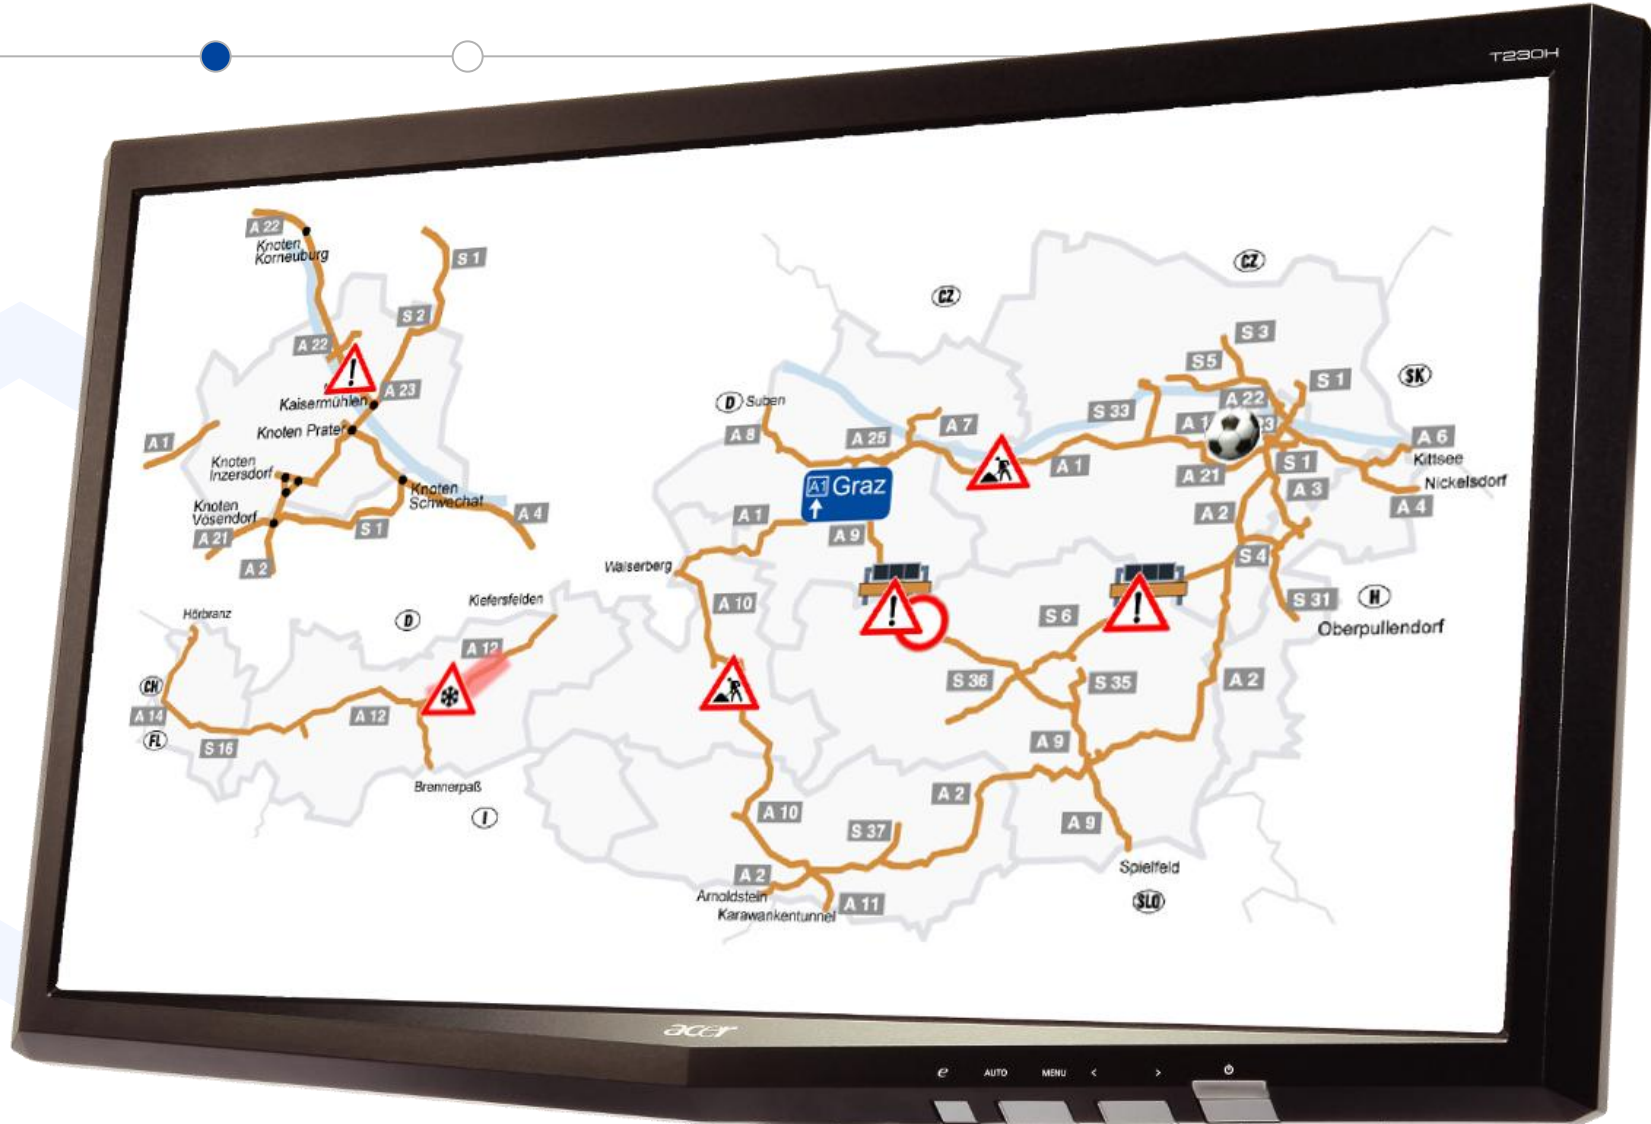 T230H
A 22
Knoten
Korneuburg
S 1
S 2
A 22
!
A 23
Kaisermühlen
Knoten Prater
A 1
Knoten
Inzersdorf
Knoten
Schwechat
Knoten
Vösendorf
A 21
S 1
A 4
A 2
CZ
CZ
S 3
S5
S 1
SK
D
Suben
A 8
A 25
A 7
S 33
A 22
A 1
23
A 6
Kittsee
Nickelsdorf
A 1
A 21
S 1
A 3
A 4
A1 Graz
A 1
A 9
A 2
S 4
Walserberg
A 10
!
!
S 6
S 31
H
Oberpullendorf
Hörbranz
D
Kiefersfelden
A 12
CH
A 14
FL
S 16
A 12
Brennerpaß
I
S 36
S 35
A 2
A 9
A 10
S 37
A 2
A 9
Spielfeld
SLO
A 2
Arnoldstein
A 11
Karawankentunnel
acer
e AUTO MENU < >